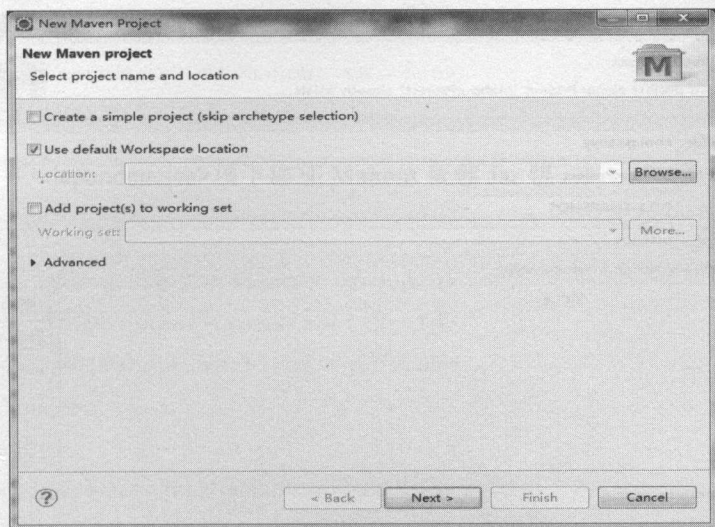 New Maven Project
New Maven project
Select project name and location
M
Create a simple project (skip archetype selection)
Use default Workspace location
Location:
Browse...
Add project(s) to working set
Working set:
More...
Advanced
?
< Back
Next >
Finish
Cancel